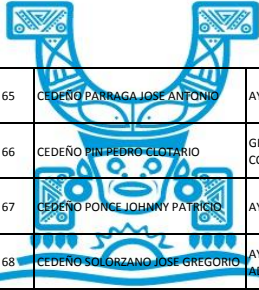 65 CEDEÑO PARRAGA JOSE ANTONIO
66 CEDEÑO PIN PEDRO CLOTARIO
67 CEDEÑO PONCE JOHNNY PATRICIO
68 CEDEÑO SOLORZANO JOSE GREGORIO